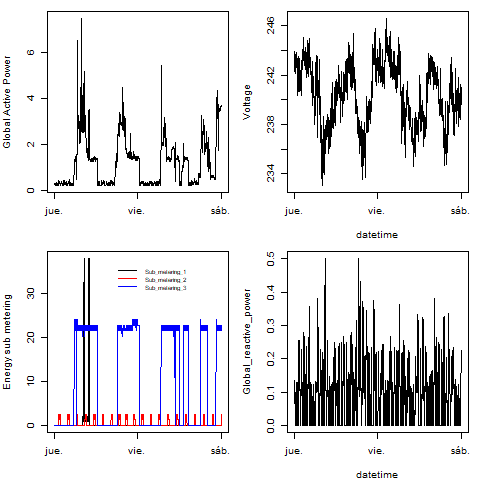 Global Active Power
0 2 4 6
jue. vie. sáb.
Voltage
234 238 242 246
jue. vie. sáb.
datetime
Energy sub metering
0 10 20 30
Sub_metering_1
Sub_metering_2
Sub_metering_3
jue. vie. sáb.
Global_reactive_power
0.0 0.1 0.2 0.3 0.4 0.5
jue. vie. sáb.
datetime